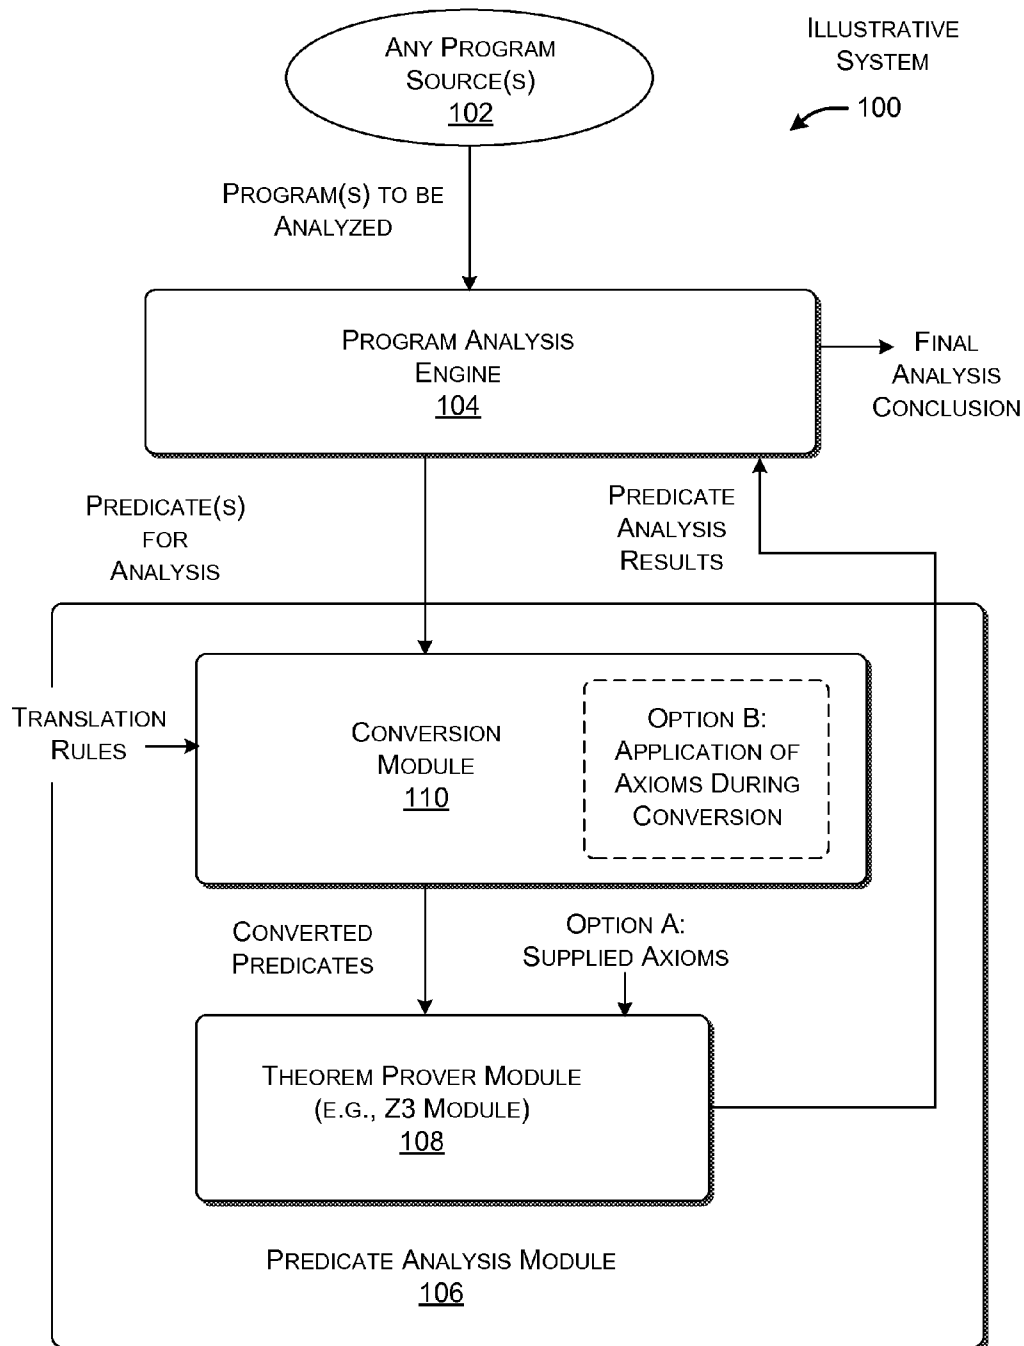 ANY PROGRAM
SOURCE(S)
102
ILLUSTRATIVE
SYSTEM
100
PROGRAM(S) TO BE
ANALYZED
PROGRAM ANALYSIS
ENGINE
104
FINAL
ANALYSIS
CONCLUSION
PREDICATE(S)
FOR
ANALYSIS
PREDICATE
ANALYSIS
RESULTS
TRANSLATION
RULES
CONVERSION
MODULE
110
OPTION B:
APPLICATION OF
AXIOMS DURING
CONVERSION
CONVERTED
PREDICATES
OPTION A:
SUPPLIED AXIOMS
THEOREM PROVER MODULE
(E.G., Z3 MODULE)
108
PREDICATE ANALYSIS MODULE
106